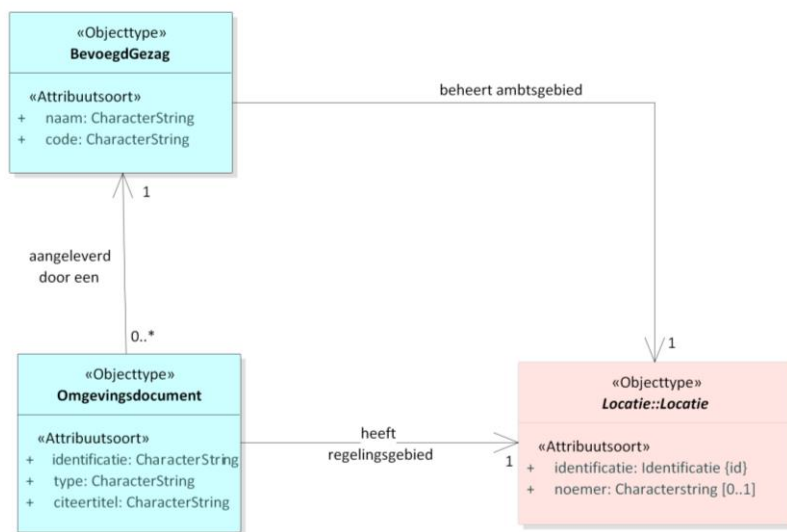 «Objecttype»
BevoegdGezag
«Attribuutsoort»
+ naam: CharacterString
+ code: CharacterString
beheert ambtsgebied
1
aangeleverd
door een
0..*
1
«Objecttype»
Omgevingsdocument
«Attribuutsoort»
+ identificatie: CharacterString
+ type: CharacterString
+ citeertitel: CharacterString
heeft
regelingsgebied
1
«Objecttype»
Locatie::Locatie
«Attribuutsoort»
+ identificatie: Identificatie {id}
+ noemer: Characterstring [0..1]